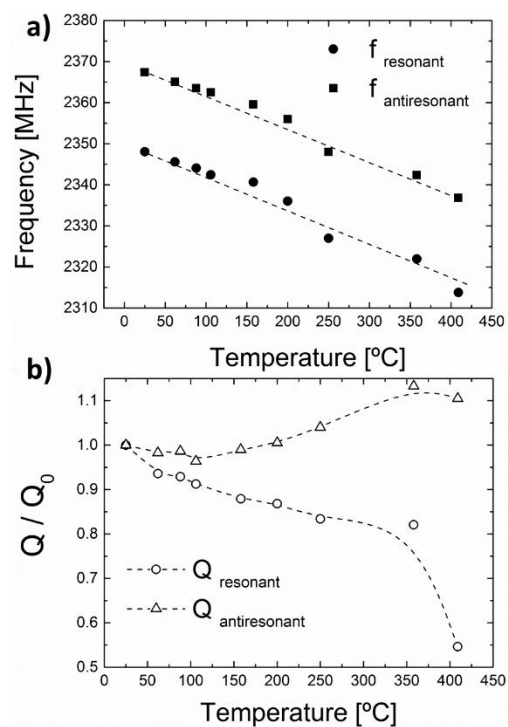 a)
2380
2370
2360
2350
2340
2330
2320
2310
Frequency [MHz]
f resonant
f antiresonant
0 50 100 150 200 250 300 350 400 450
Temperature [ºC]
b)
1.1
1.0
0.9
0.8
0.7
0.6
0.5
Q / Q0
Q resonant
Q antiresonant
0 50 100 150 200 250 300 350 400 450
Temperature [ºC]